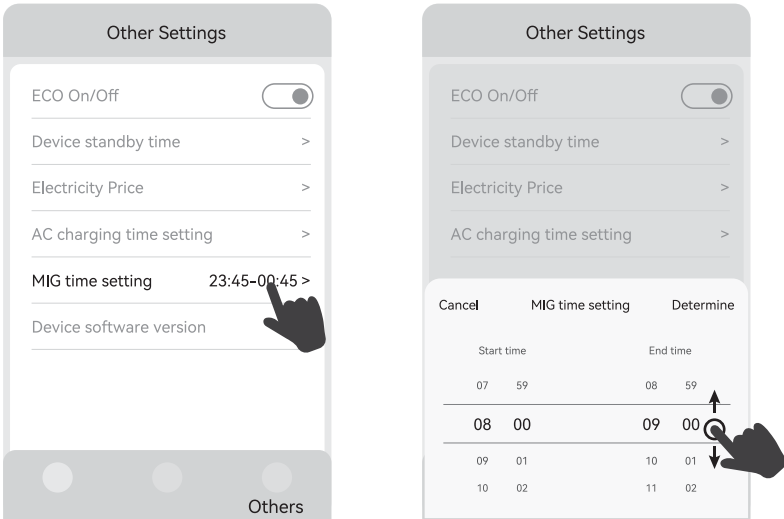 Other Settings
ECO On/Off
Device standby time >
Electricity Price >
AC charging time setting >
MIG time setting 23:45-00:45 >
Device software version
Others
Other Settings
ECO On/Off
Device standby time >
Electricity Price >
AC charging time setting >
Cancel MIG time setting Determine
Start time End time
07 59 08 59
08 00 09 00
09 01 10 01
10 02 11 02